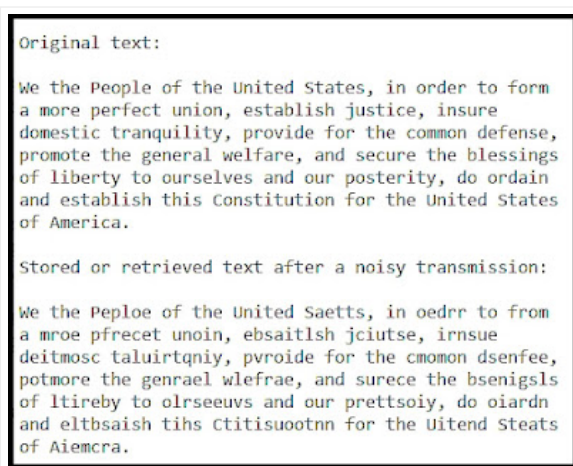 Original text:
We the People of the United States, in order to form
a more perfect union, establish justice, insure
domestic tranquility, provide for the common defense,
promote the general welfare, and secure the blessings
of liberty to ourselves and our posterity, do ordain
and establish this Constitution for the United States
of America.
Stored or retrieved text after a noisy transmission:
We the Peploe of the United Saetts, in oedrr to from
a mroe pfrecet unoin, ebsaitlsh jciutse, irnsue
deitmosc taluirtqniy, pvroide for the cmomon dsenfee,
potmore the genrael wlefrae, and surece the bsenigsls
of ltireby to olrseeuvs and our prettsoiy, do oiardn
and eltbsaish tihs Ctitisuootnn for the Uitend Steats
of Aiemcra.